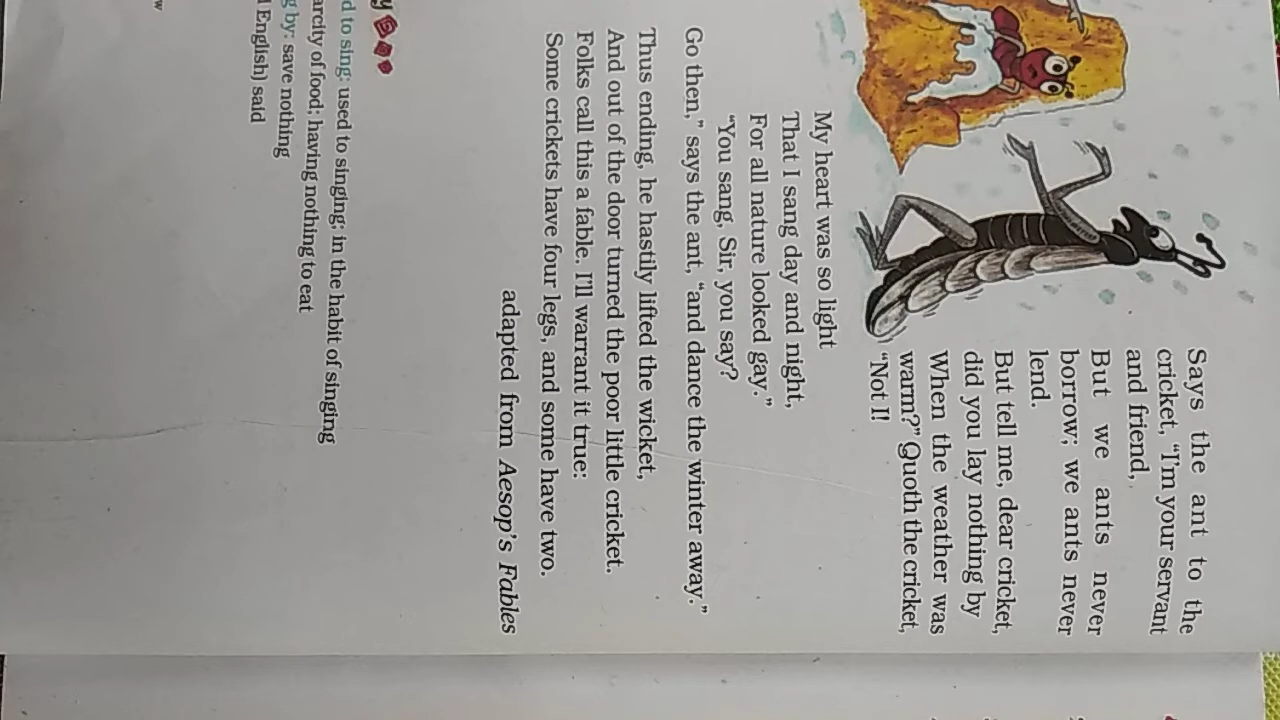 Says the ant to the
cricket, “I'm your servant
and friend,
But we ants never
borrow; we ants never
lend.
But tell me, dear cricket,
did you lay nothing by
When the weather was
warm?” Quoth the cricket,
“Not I!
My heart was so light
That I sang day and night,
For all nature looked gay.”
“You sang, Sir, you say?
Go then,” says the ant, “and dance the winter away.”
Thus ending, he hastily lifted the wicket,
And out of the door turned the poor little cricket.
Folks call this a fable. I'll warrant it true:
Some crickets have four legs, and some have two.
adapted from Aesop's Fables
to sing: used to singing; in the habit of singing
of food; having nothing to eat
by: save nothing
English) said